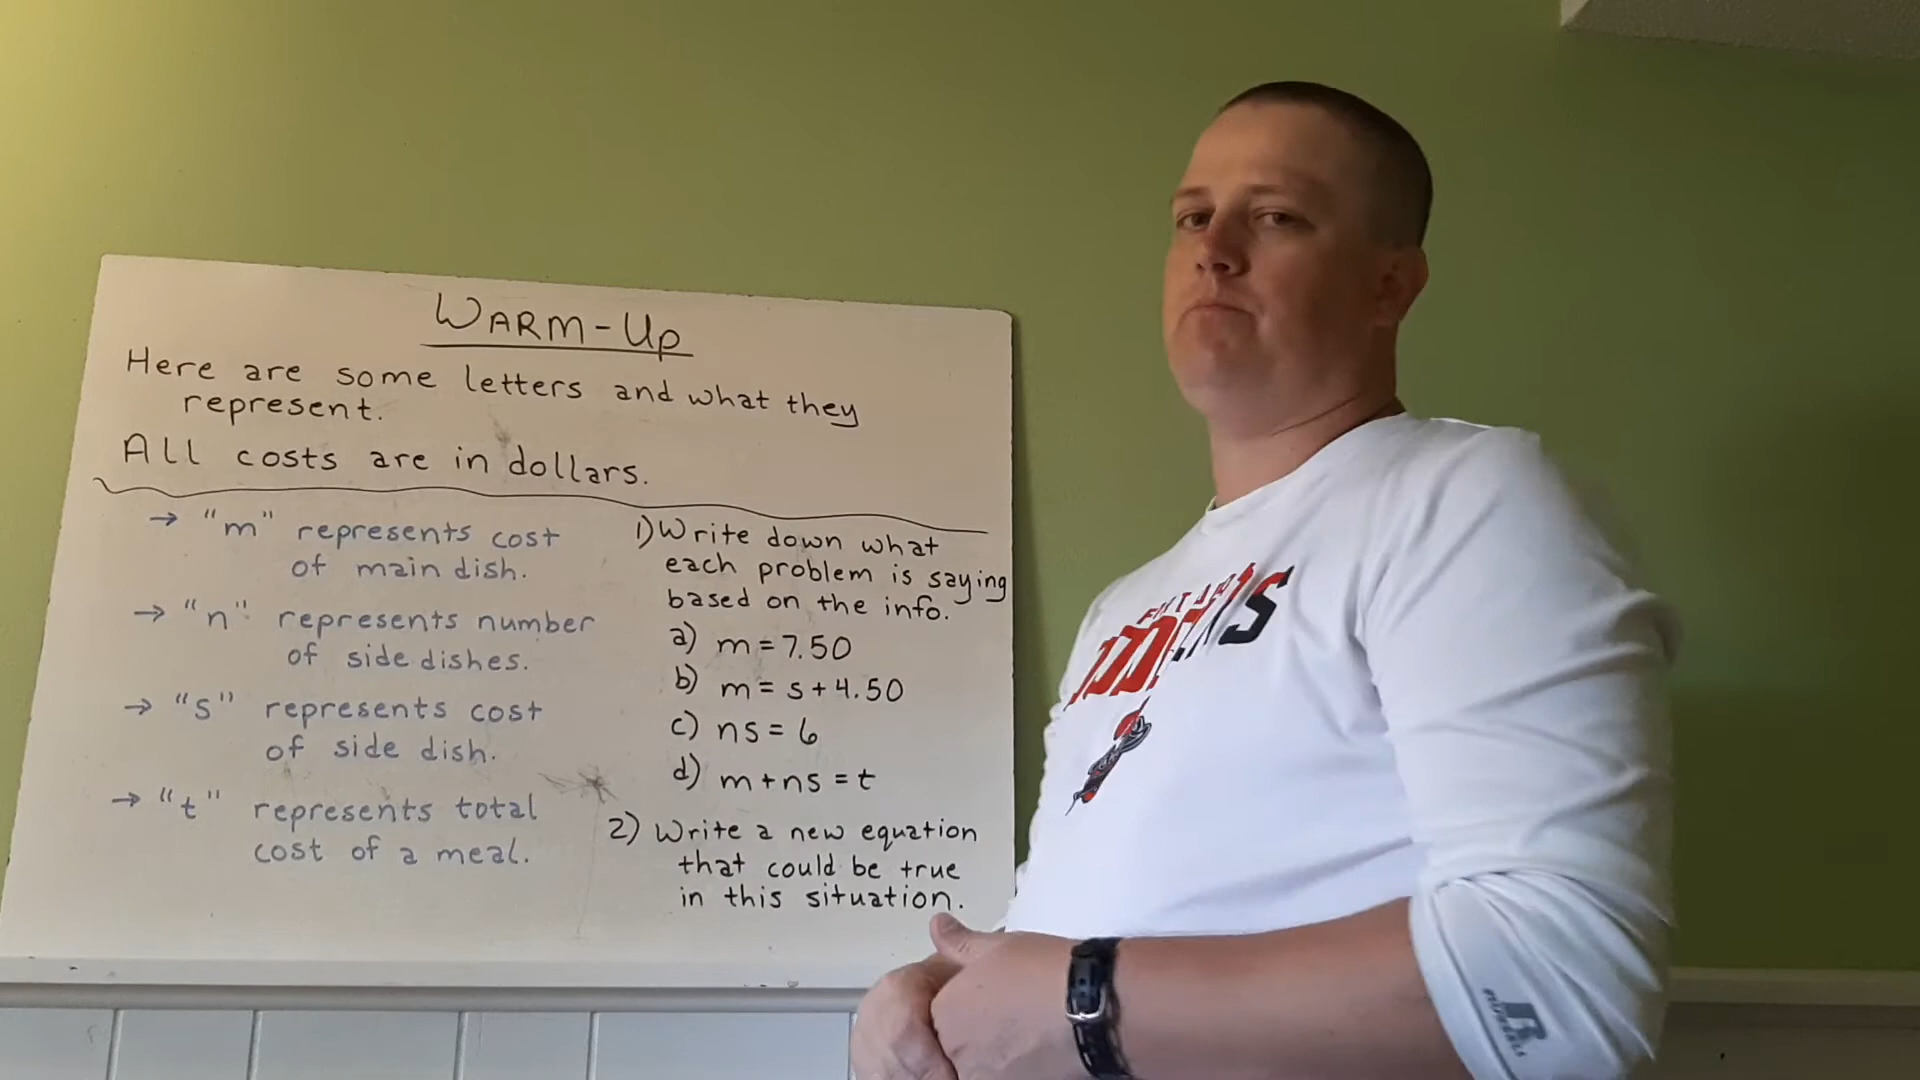 WARM-Up
Here are some letters and what they
represent.
All costs are in dollars.
→ "m" represents cost
of main dish.
→ "n" represents number
of side dishes.
→ "s" represents cost
of side dish.
→ "t" represents total
cost of a meal.
1) Write down what
each problem is saying
based on the info.
a) m = 7.50
b) m = s + 4.50
c) ns = 6
d) m + ns = t
2) Write a new equation
that could be true
in this situation.